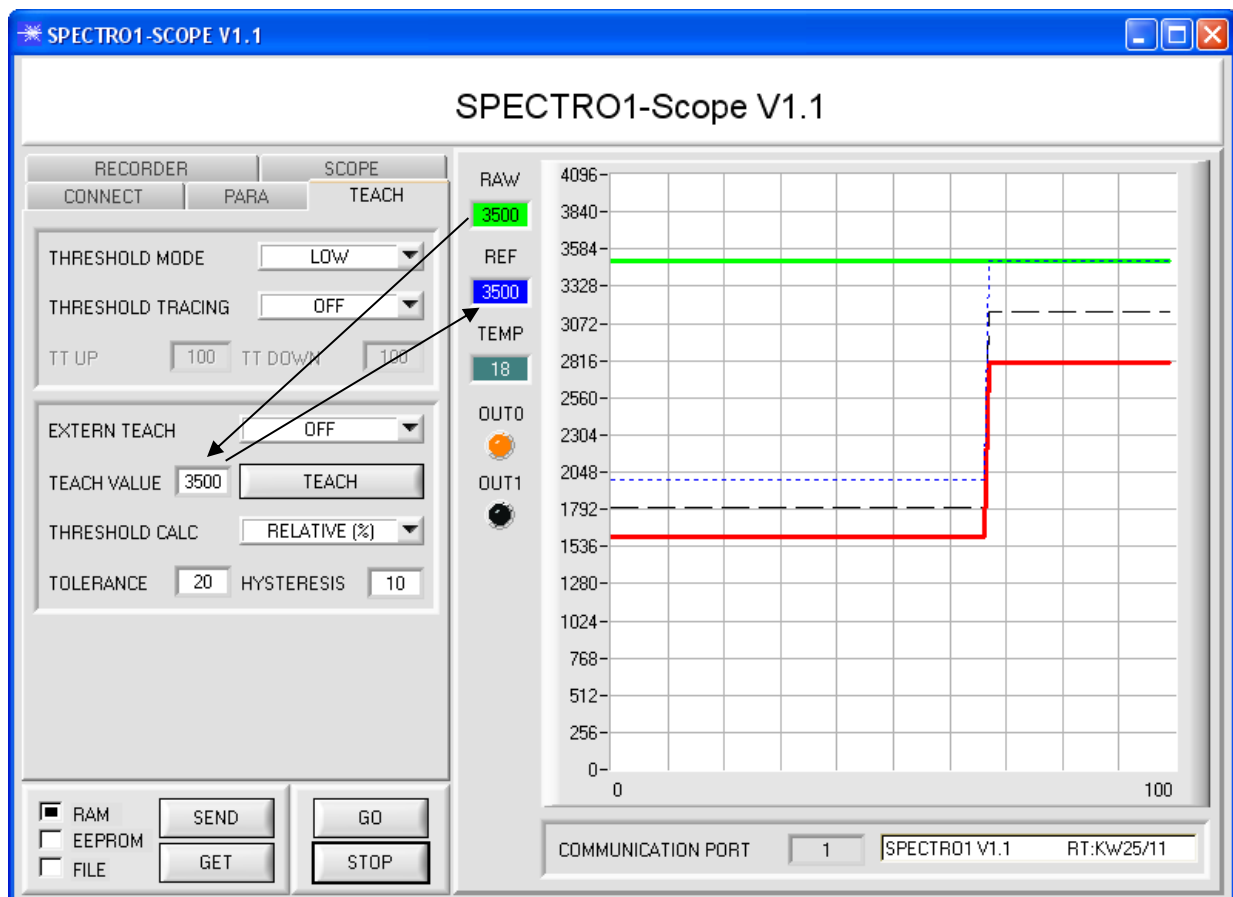 SPECTRO1-SCOPE V1.1
SPECTRO1-Scope V1.1
RECORDER SCOPE
CONNECT PARA TEACH
THRESHOLD MODE LOW
THRESHOLD TRACING OFF
TT UP 100 TT DOWN 100
EXTERN TEACH OFF
TEACH VALUE 3500 TEACH
THRESHOLD CALC RELATIVE (%)
TOLERANCE 20 HYSTERESIS 10
RAM
EEPROM
FILE
SEND
GET
GO
STOP
RAW
3500
REF
3500
TEMP
18
OUT0
OUT1
4096
3840
3584
3328
3072
2816
2560
2304
2048
1792
1536
1280
1024
768
512
256
0
0 100
COMMUNICATION PORT 1 SPECTRO1 V1.1 RT:KW25/11